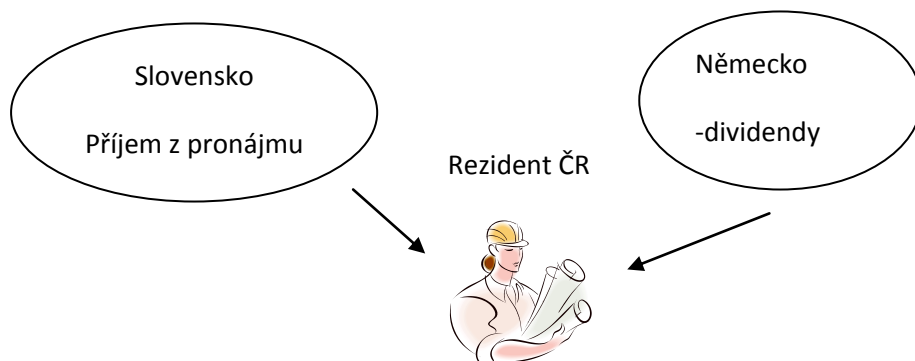 Slovensko
Příjem z pronájmu
Německo
-dividendy
Rezident ČR